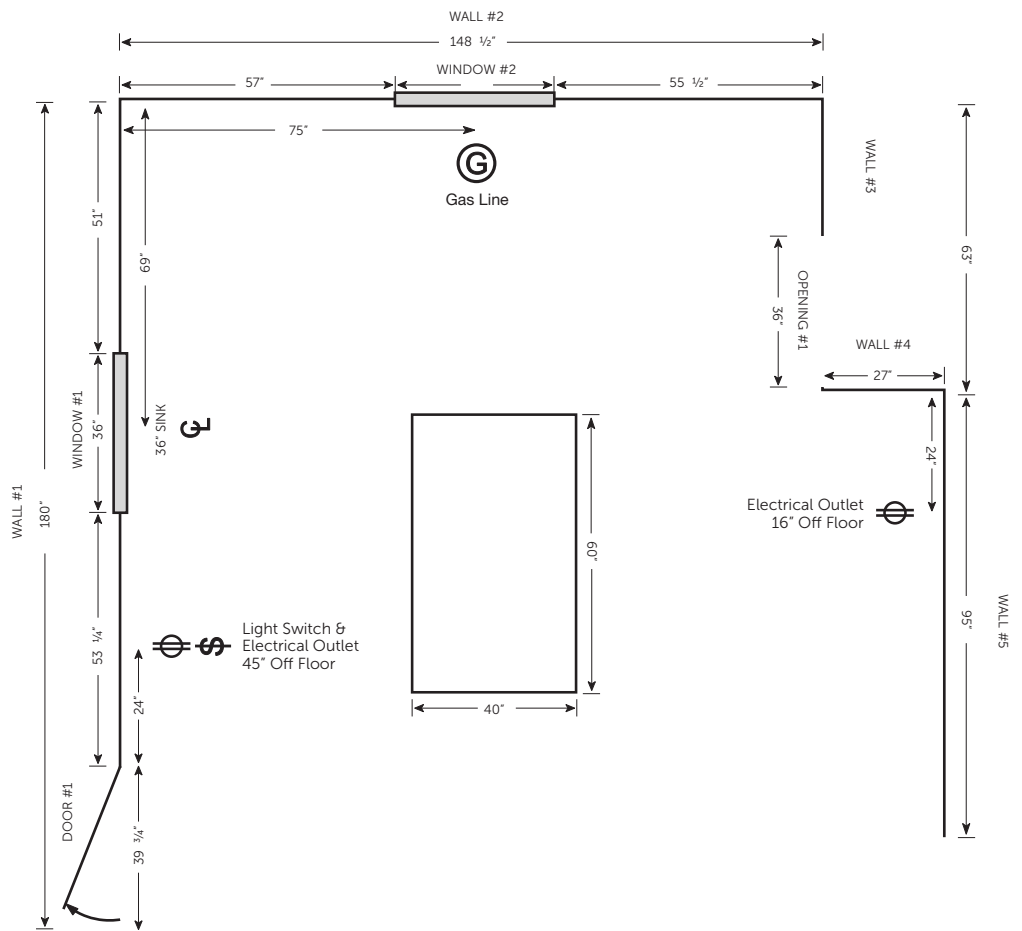 WALL #2
148 ½"
WINDOW #2
57"
55 ½"
75"
G
Gas Line
WALL #3
51"
69"
63"
OPENING #1
36"
WALL #4
27"
WINDOW #1
36"
36" SINK
CL
24"
Electrical Outlet
16" Off Floor
WALL #1
180"
60"
95"
WALL #5
53 ¼"
S
Light Switch &
Electrical Outlet
45" Off Floor
24"
40"
DOOR #1
39 ¾"